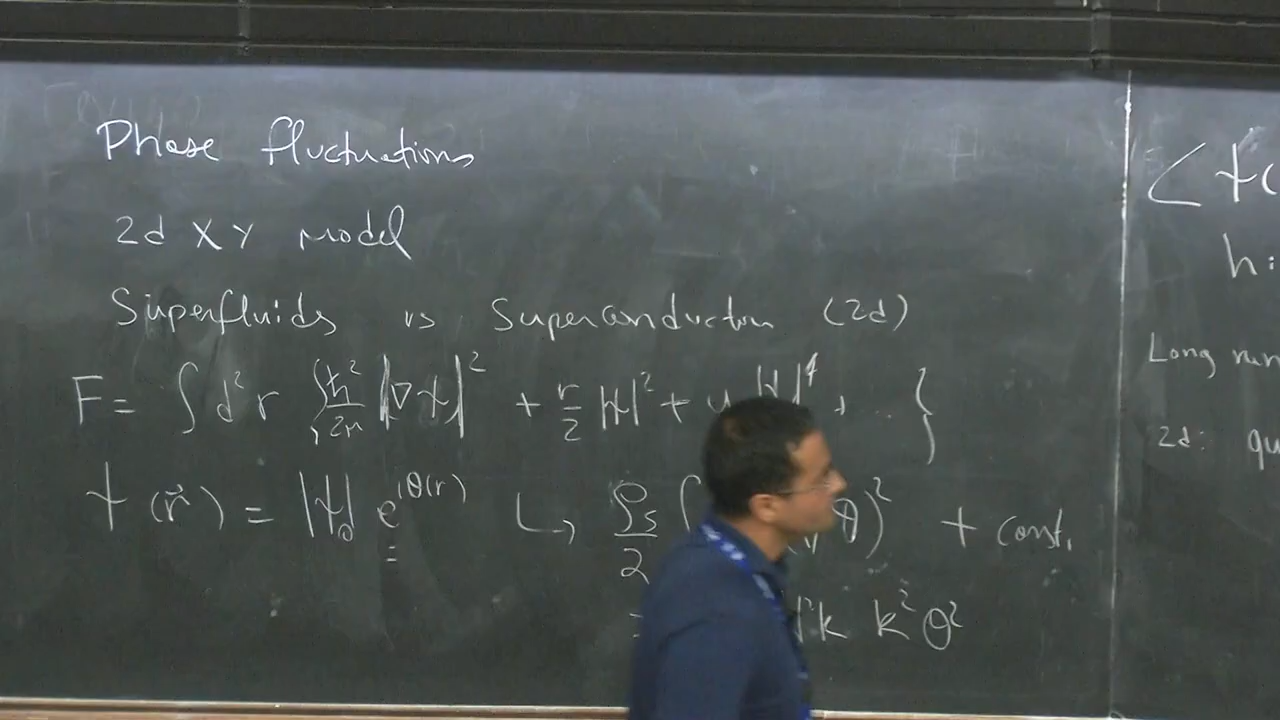 Phase fluctuations
2d XY model
Superfluids vs Superconductors (2d)
F = ∫ d²r { ħ²/2m |∇ψ|² + r/2 |ψ|² + u |ψ|⁴ + ... }
ψ(r⃗) = |ψ|₀ e^{iθ(r)} ↳ ρₛ/2 ∫ (∇θ)² + const.
= d²k k² θ²
⟨ψ(
h:
Long
2d: